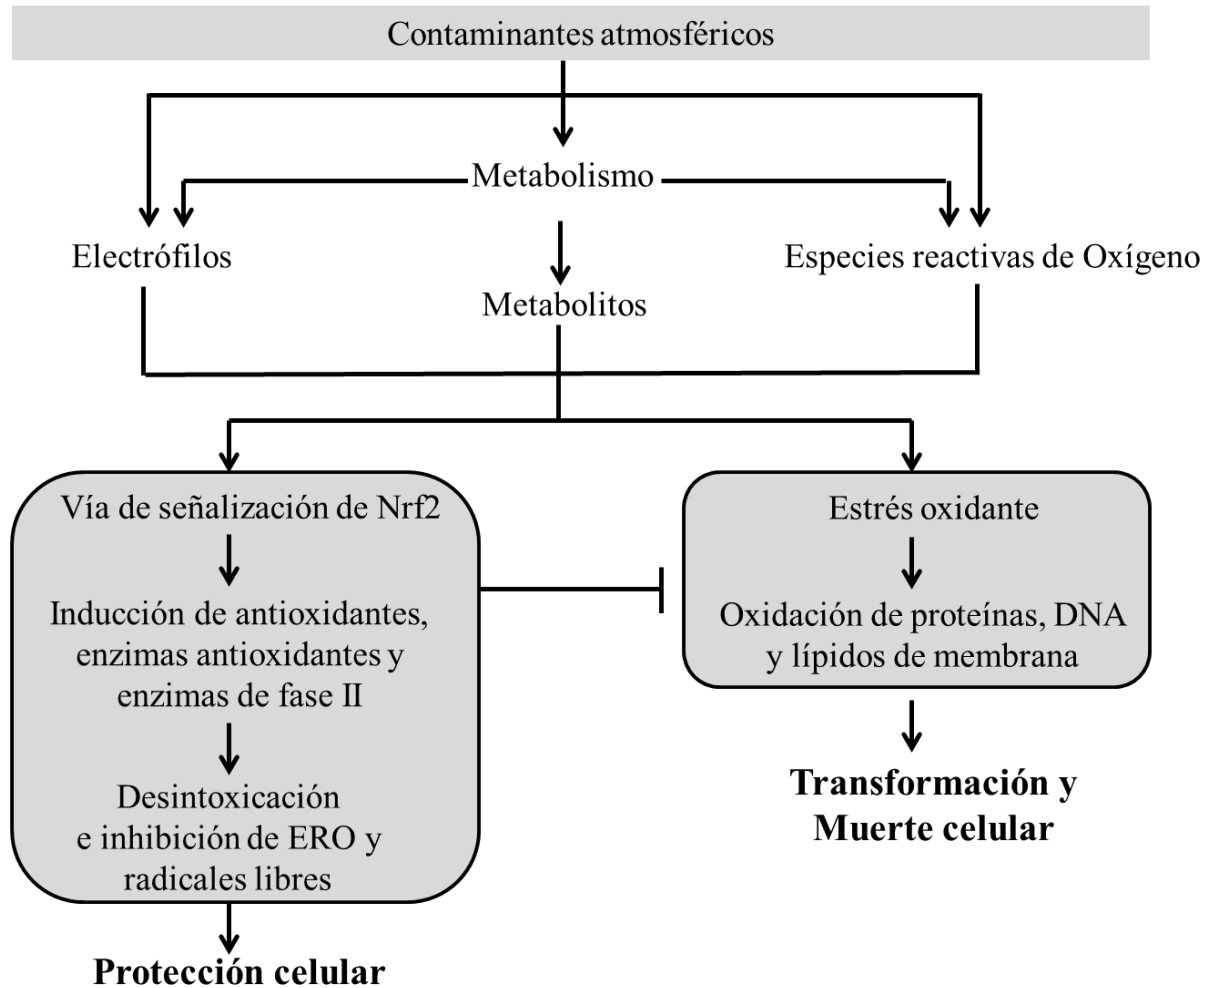 Contaminantes atmosféricos
Metabolismo
Electrófilos
Especies reactivas de Oxígeno
Metabolitos
Vía de señalización de Nrf2
Inducción de antioxidantes,
enzimas antioxidantes y
enzimas de fase II
Desintoxicación
e inhibición de ERO y
radicales libres
Protección celular
Estrés oxidante
Oxidación de proteínas, DNA
y lípidos de membrana
Transformación y
Muerte celular